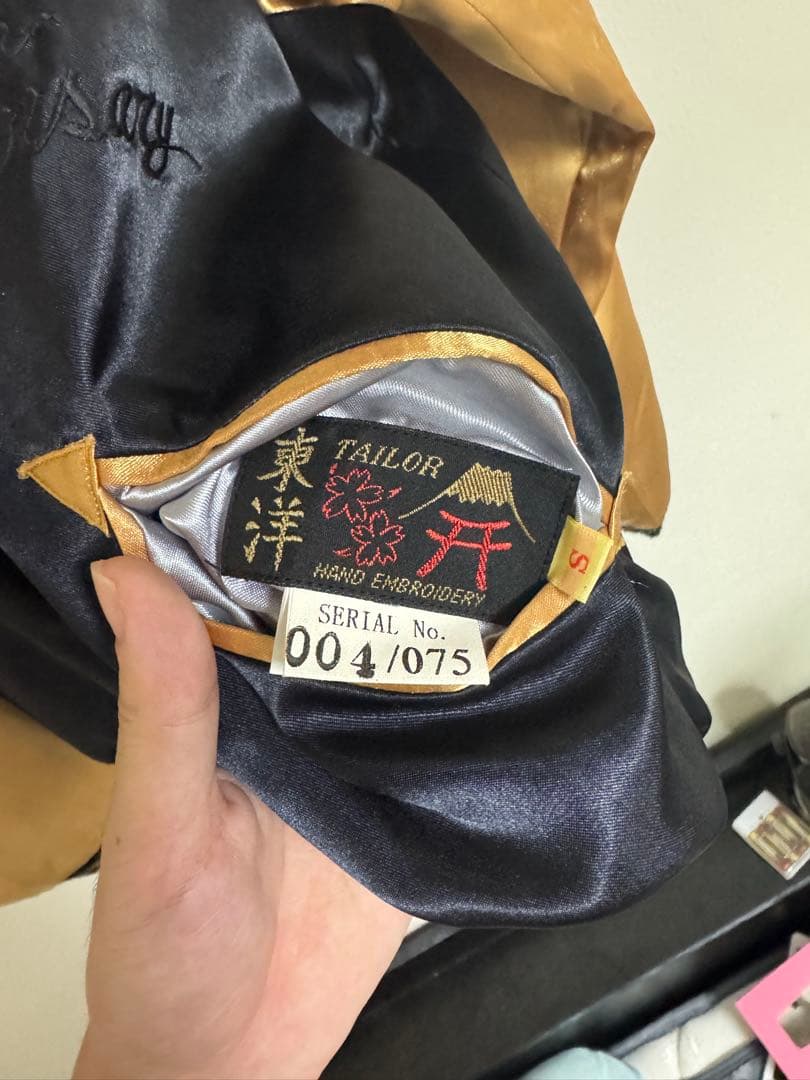 東洋
TAILOR
HAND EMBROIDERY
S
SERIAL No.
004/075